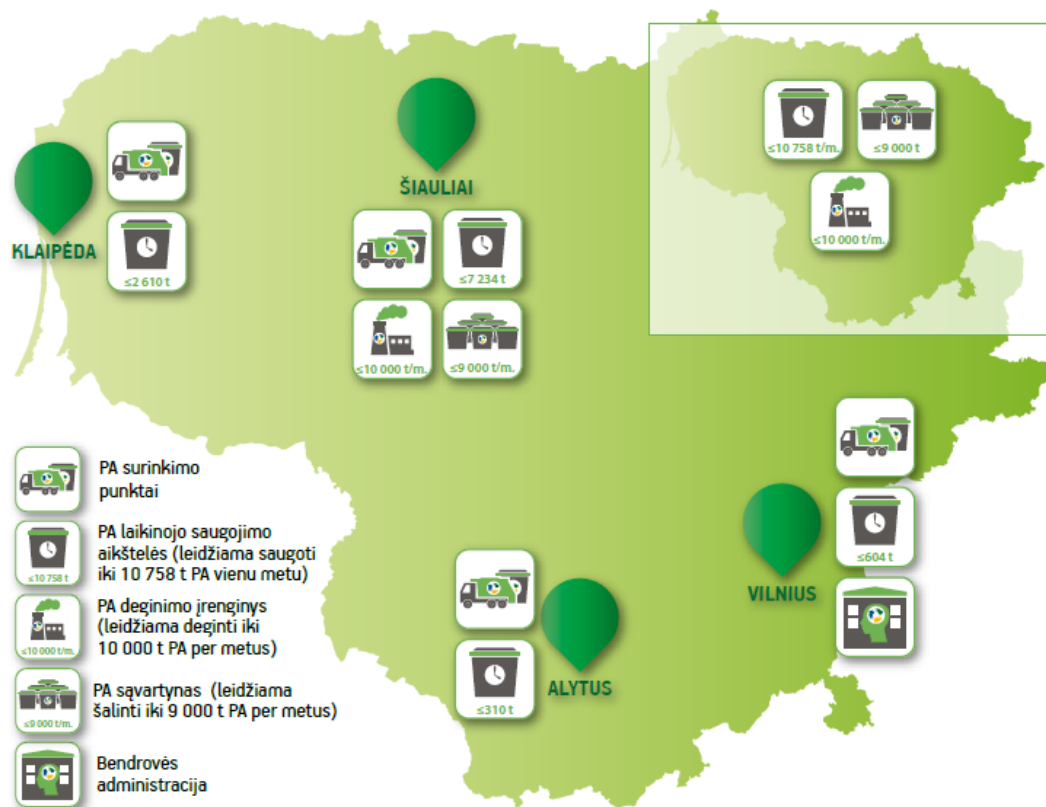 ≤10 758 t/m.
≤9 000 t
≤10 000 t/m.
KLAIPĖDA
≤2 610 t
ŠIAULIAI
≤7 234 t
≤10 000 t/m.
≤9 000 t/m.
VILNIUS
≤604 t
ALYTUS
≤310 t
PA surinkimo
punktai
≤10 758 t
PA laikinojo saugojimo
aikštelės (leidžiama saugoti
iki 10 758 t PA vienu metu)
≤10 000 t/m.
PA deginimo įrenginys
(leidžiama deginti iki
10 000 t PA per metus)
≤9 000 t/m.
PA sąvartynas (leidžiama
šalinti iki 9 000 t PA per metus)
Bendrovės
administracija